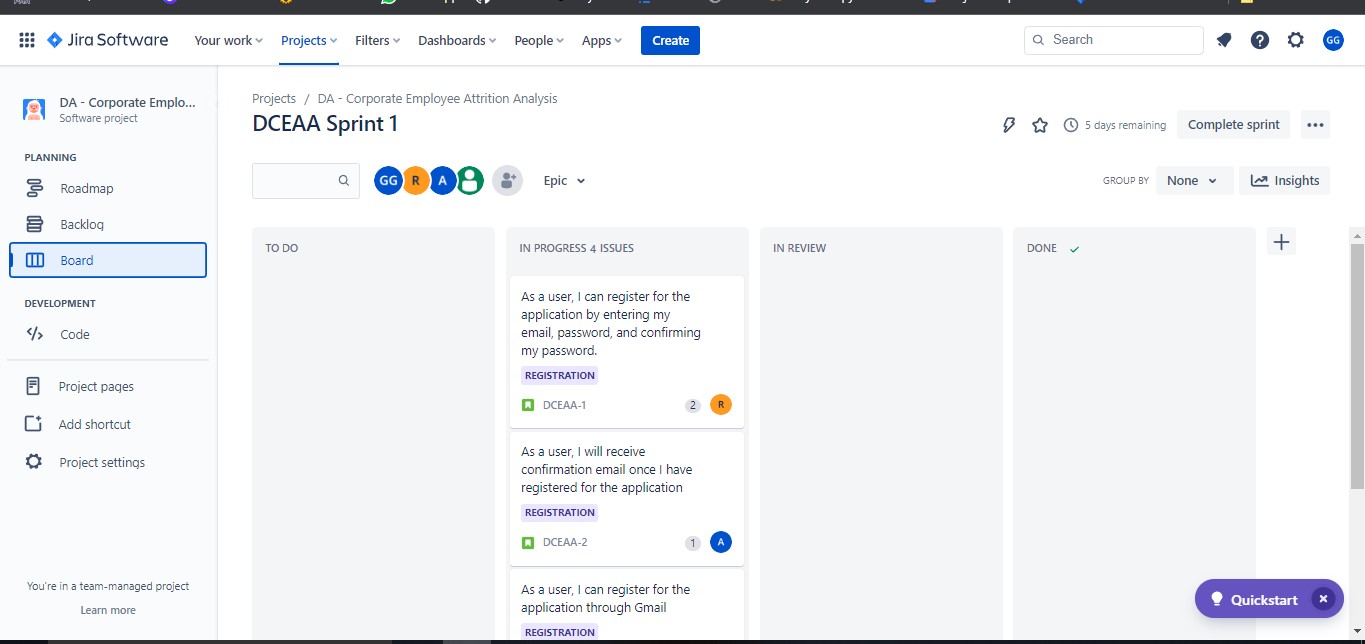 Jira Software
Your work
Projects
Filters
Dashboards
People
Apps
Create
Search
GG
DA - Corporate Emplo...
Software project
PLANNING
Roadmap
Backlog
Board
DEVELOPMENT
Code
Project pages
Add shortcut
Project settings
You're in a team-managed project
Learn more
Projects / DA - Corporate Employee Attrition Analysis
DCEAA Sprint 1
5 days remaining
Complete sprint
GG R A
Epic
GROUP BY
None
Insights
TO DO
IN PROGRESS 4 ISSUES
As a user, I can register for the
application by entering my
email, password, and confirming
my password.
REGISTRATION
DCEAA-1
2
R
As a user, I will receive
confirmation email once I have
registered for the application
REGISTRATION
DCEAA-2
1
A
As a user, I can register for the
application through Gmail
REGISTRATION
IN REVIEW
DONE
Quickstart